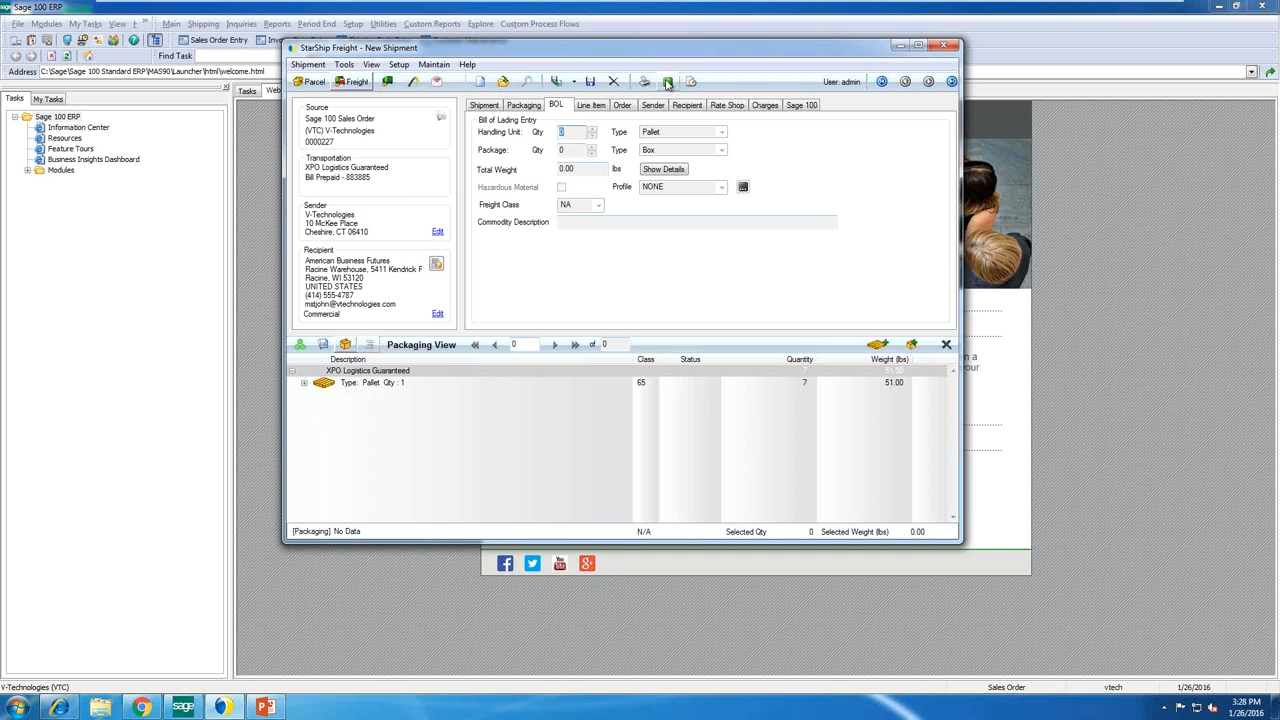 Sage 100 ERP
File Modules My Tasks View Main Shipping Inquiries Reports Period End Setup Utilities Custom Reports Explore Custom Process Flows
Sales Order Entry
Find Task
Address C:\Sage\Sage 100 Standard ERP\MAS90\Launcher\html\welcome.html
Tasks My Tasks
Tasks
Sage 100 ERP
Information Center
Resources
Feature Tours
Business Insights Dashboard
Modules
StarShip Freight - New Shipment
Shipment Tools View Setup Maintain Help
Parcel Freight
User: admin
Source
Sage 100 Sales Order
(VTC) V-Technologies
0000227
Transportation
XPO Logistics Guaranteed
Bill Prepaid - 883885
Sender
V-Technologies
10 McKee Place
Cheshire, CT 06410
Edit
Recipient
American Business Futures
Racine Warehouse, 5411 Kendrick F
Racine, WI 53120
UNITED STATES
(414) 555-4787
mstjohn@vtechnologies.com
Commercial Edit
Shipment Packaging BOL Line Item Order Sender Recipient Rate Shop Charges Sage 100
Bill of Lading Entry
Handling Unit: Qty 0 Type Pallet
Package: Qty 0 Type Box
Total Weight 0.00 lbs Show Details
Hazardous Material Profile NONE
Freight Class NA
Commodity Description
Packaging View 0 of 0
Description Class Status Quantity Weight (lbs)
XPO Logistics Guaranteed 7 51.00
Type: Pallet Qty : 1 65 7 51.00
[Packaging] No Data N/A Selected Qty 0 Selected Weight (lbs) 0.00
You Tube
V-Technologies (VTC) Sales Order vtech 1/26/2016
3:28 PM
1/26/2016